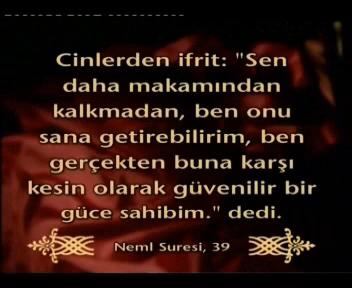 Cinlerden ifrit: "Sen
daha makamından
kalkmadan, ben onu
sana getirebilirim, ben
gerçekten buna karşı
kesin olarak güvenilir bir
güce sahibim." dedi.
Neml Suresi, 39